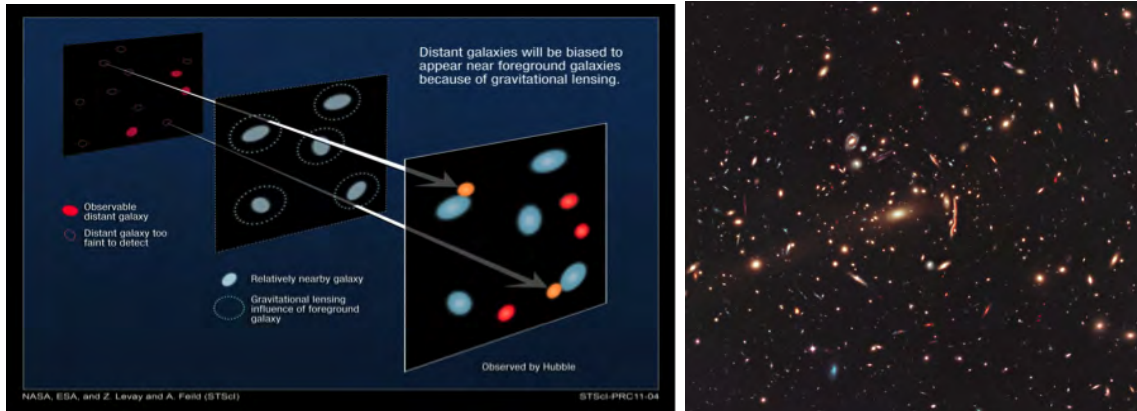 Distant galaxies will be biased to
appear near foreground galaxies
because of gravitational lensing.
Observable
distant galaxy
Distant galaxy too
faint to detect
Relatively nearby galaxy
Gravitational lensing
influence of foreground
galaxy
Observed by Hubble
NASA, ESA, and Z. Levay and A. Feild (STScI)
STScI-PRC11-04